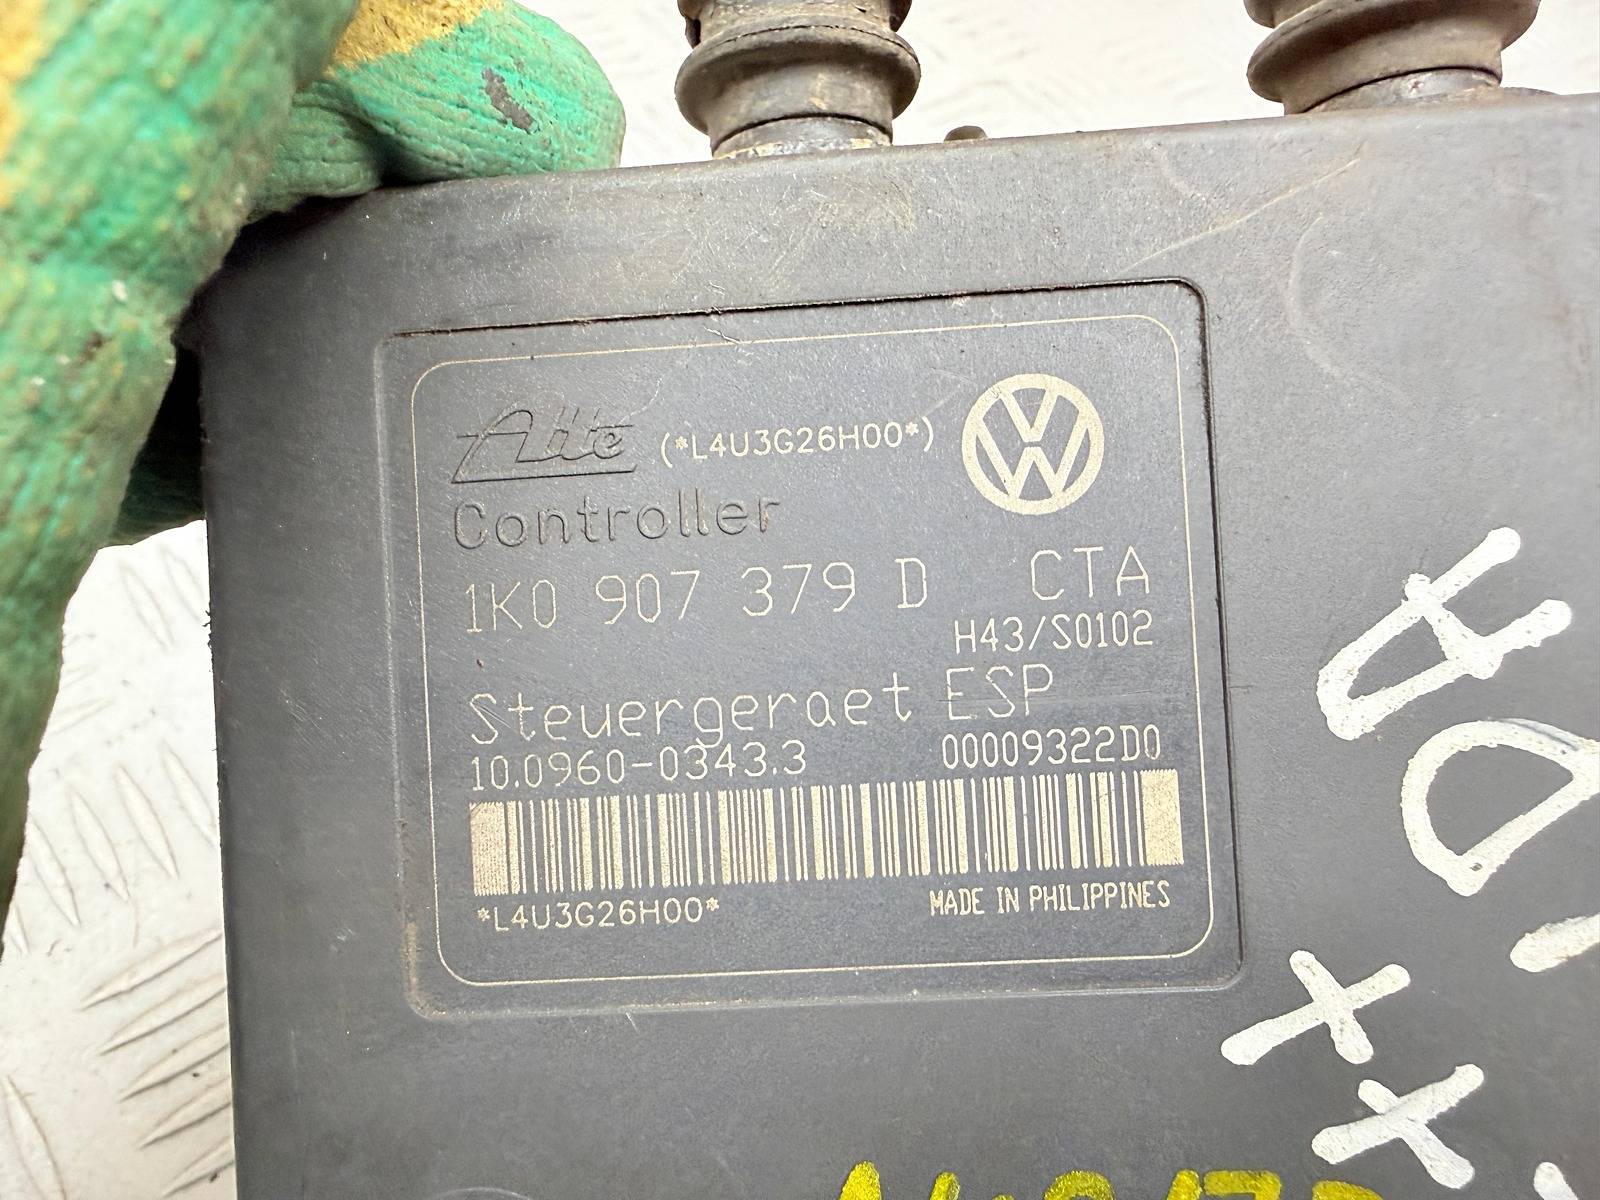 Ate (*L4U3G26H00*)
Controller
1K0 907 379 D CTA
H43/S0102
Steuergeraet ESP
10.0960-0343.3 00009322D0
*L4U3G26H00* MADE IN PHILIPPINES